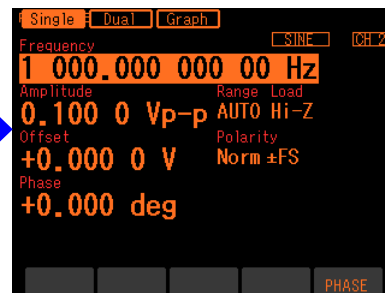 Single Dual Graph
SINE CH 2
Frequency
1 000.000 000 00 Hz
Amplitude Range Load
0.100 0 Vp-p AUTO Hi-Z
Offset Polarity
+0.000 0 V Norm ±FS
Phase
+0.000 deg
PHASE